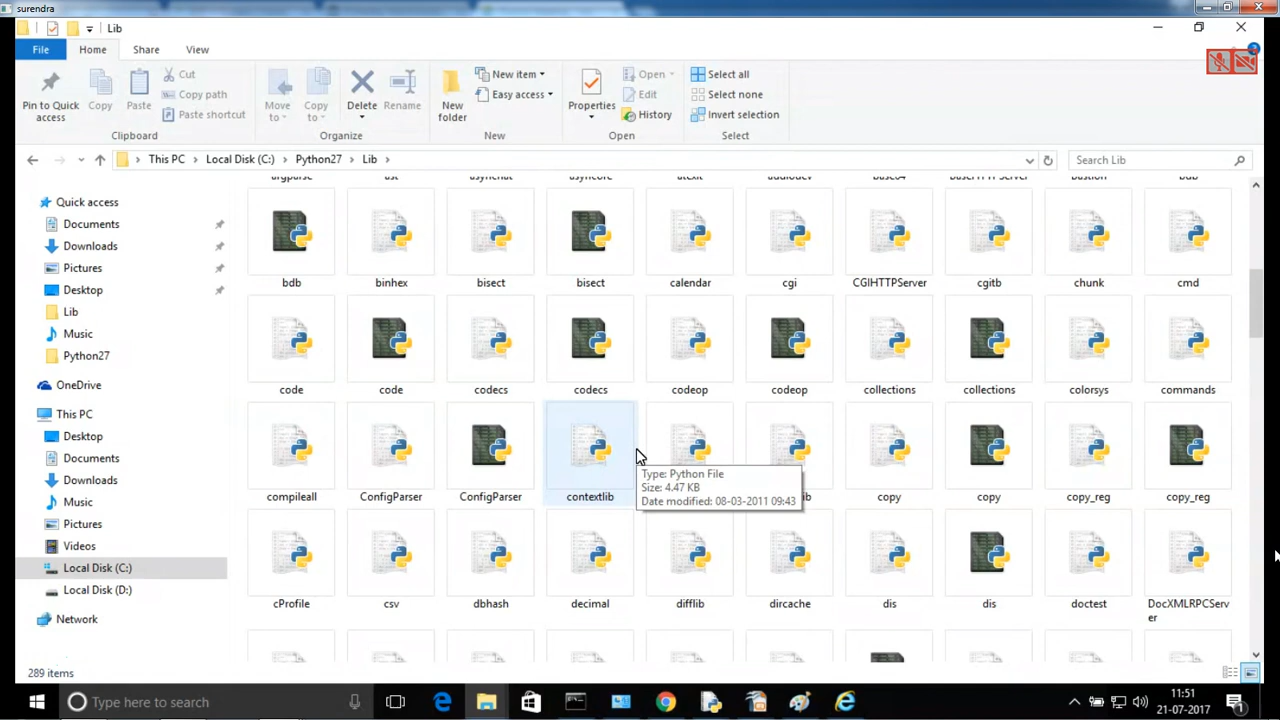 surendra
Lib
File Home Share View
Pin to Quick access
Copy
Paste
Cut
Copy path
Paste shortcut
Clipboard
Move to
Copy to
Delete
Rename
Organize
New folder
New item
Easy access
New
Properties
Open
Edit
History
Open
Select all
Select none
Invert selection
Select
This PC > Local Disk (C:) > Python27 > Lib >
Search Lib
Quick access
Documents
Downloads
Pictures
Desktop
Lib
Music
Python27
OneDrive
This PC
Desktop
Documents
Downloads
Music
Pictures
Videos
Local Disk (C:)
Local Disk (D:)
Network
argparse ast asynchat asyncore atexit audiodev base64 BaseHTTPServer Bastion bdb
bdb binhex bisect bisect calendar cgi CGIHTTPServer cgitb chunk cmd
code code codecs codecs codeop codeop collections collections colorsys commands
compileall ConfigParser ConfigParser contextlib copy copy copy_reg copy_reg
Type: Python File
Size: 4.47 KB
Date modified: 08-03-2011 09:43
cProfile csv dbhash decimal difflib dircache dis dis doctest DocXMLRPCServer
289 items
Type here to search
11:51
21-07-2017